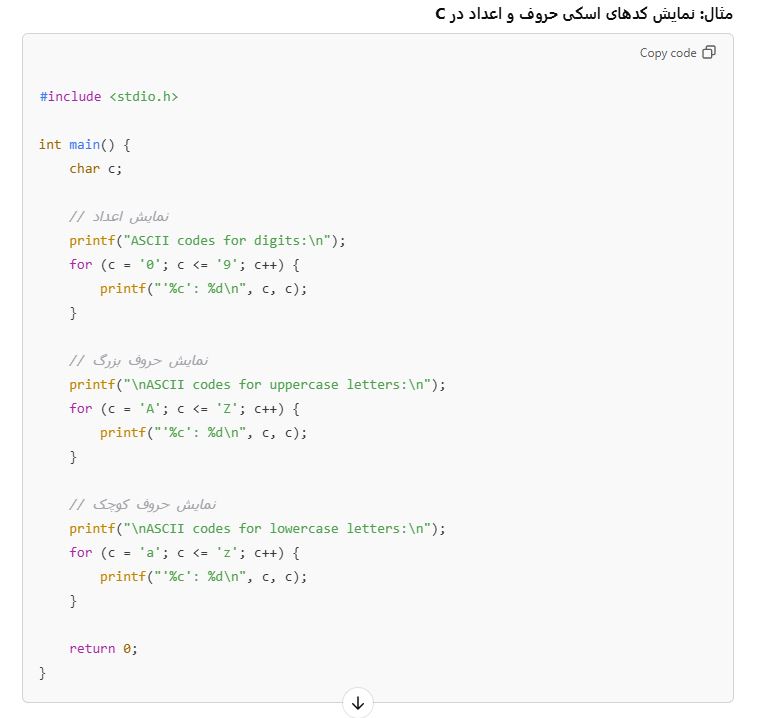 مثال: نمایش کدهای اسکی حروف و اعداد در C
Copy code
#include <stdio.h>
int main() {
    char c;
    // نمایش اعداد
    printf("ASCII codes for digits:\n");
    for (c = '0'; c <= '9'; c++) {
        printf("'%c': %d\n", c, c);
    }
    // نمایش حروف بزرگ
    printf("\nASCII codes for uppercase letters:\n");
    for (c = 'A'; c <= 'Z'; c++) {
        printf("'%c': %d\n", c, c);
    }
    // نمایش حروف کوچک
    printf("\nASCII codes for lowercase letters:\n");
    for (c = 'a'; c <= 'z'; c++) {
        printf("'%c': %d\n", c, c);
    }
    return 0;
}